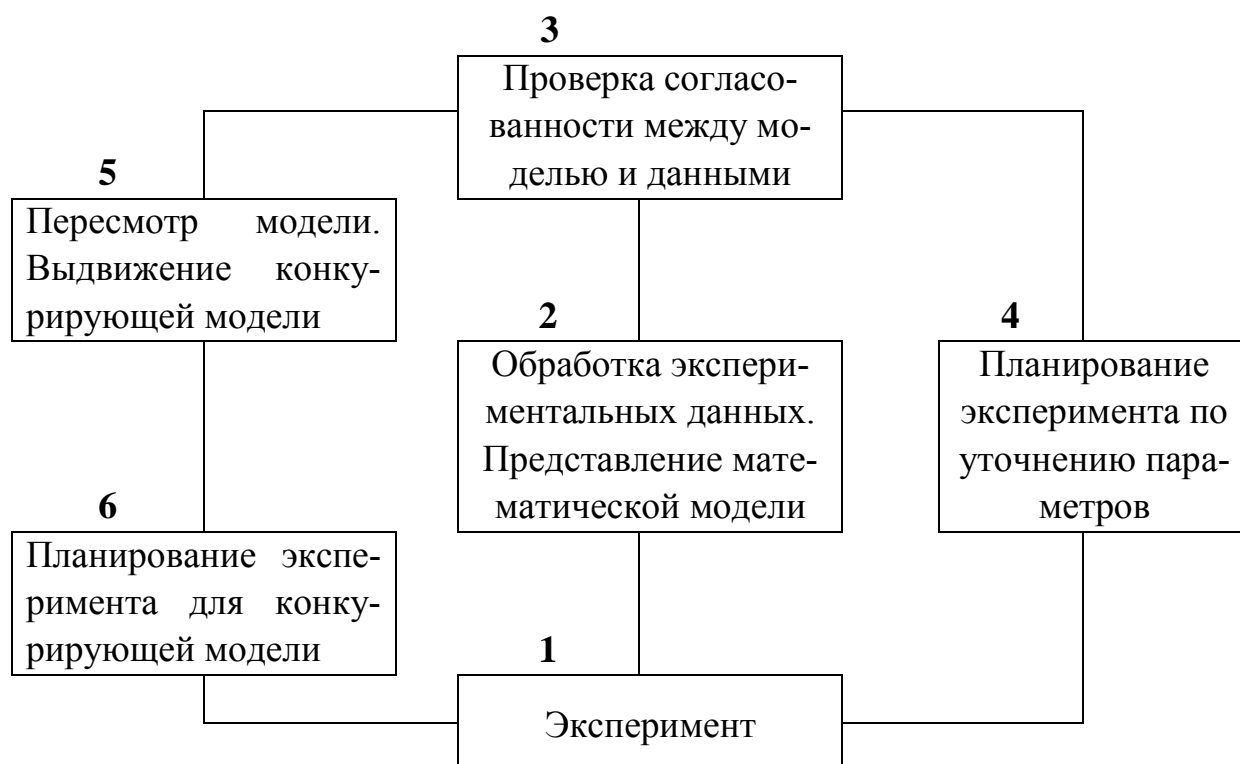 3
Проверка согласо-
ванности между мо-
делью и данными
5
Пересмотр модели.
Выдвижение конку-
рирующей модели
2
Обработка экспери-
ментальных данных.
Представление мате-
матической модели
4
Планирование
эксперимента по
уточнению пара-
метров
6
Планирование экспе-
римента для конку-
рирующей модели
1
Эксперимент